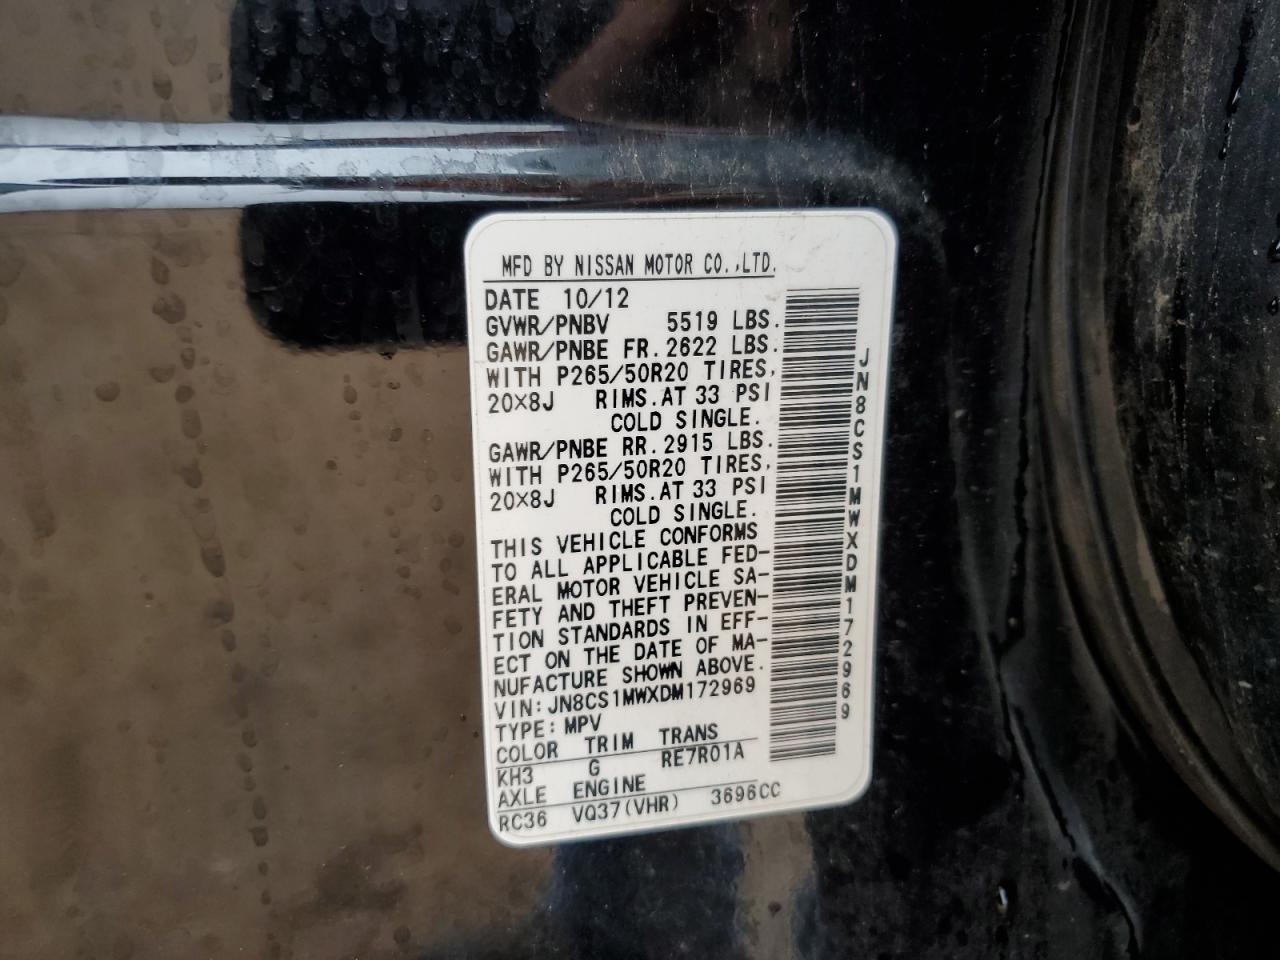 MFD BY NISSAN MOTOR CO.,LTD.
DATE 10/12
GVWR/PNBV 5519 LBS.
GAWR/PNBE FR.2622 LBS.
WITH P265/50R20 TIRES,
20×8J RIMS.AT 33 PSI
COLD SINGLE.
GAWR/PNBE RR.2915 LBS.
WITH P265/50R20 TIRES,
20×8J RIMS.AT 33 PSI
COLD SINGLE.
THIS VEHICLE CONFORMS
TO ALL APPLICABLE FED-
ERAL MOTOR VEHICLE SA-
FETY AND THEFT PREVEN-
TION STANDARDS IN EFF-
ECT ON THE DATE OF MA-
NUFACTURE SHOWN ABOVE.
VIN:JN8CS1MWXDM172969
TYPE:MPV
COLOR TRIM TRANS
KH3 G RE7R01A
AXLE ENGINE
RC36 VQ37(VHR) 3696CC
JN8CS1MWXDM172969